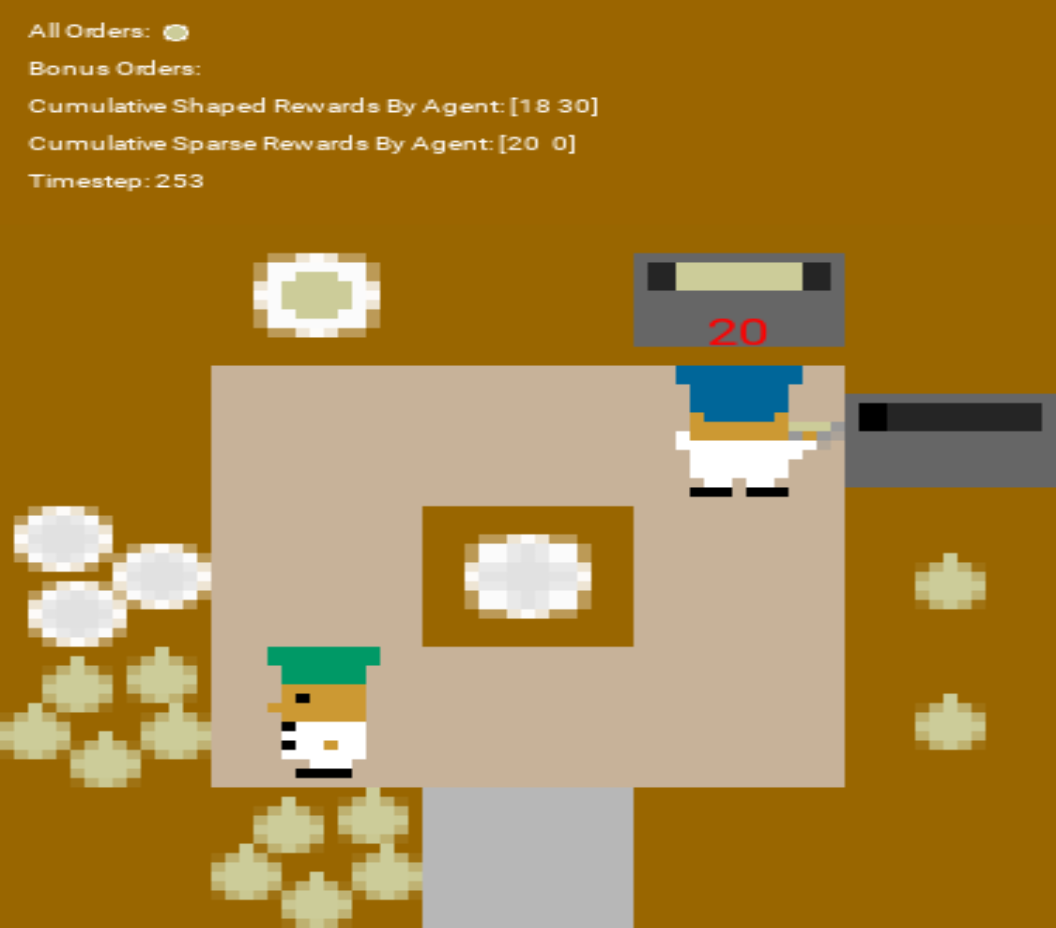 All Orders:
Bonus Orders:
Cumulative Shaped Rewards By Agent: [18 30]
Cumulative Sparse Rewards By Agent: [20  0]
Timestep: 253
20